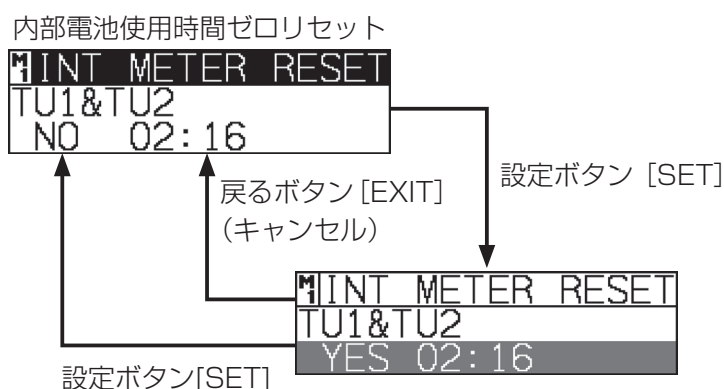 内部電池使用時間ゼロリセット
M1 INT METER RESET
TU1&TU2
NO 02:16
戻るボタン[EXIT]
（キャンセル）
設定ボタン［SET］
M1 INT METER RESET
TU1&TU2
YES 02:16
設定ボタン[SET]